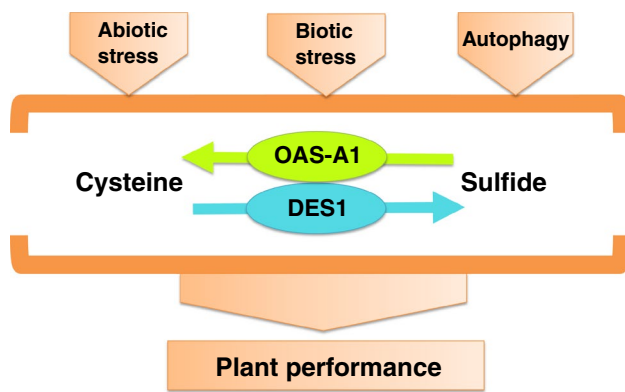 Abiotic
stress
Biotic
stress
Autophagy
OAS-A1
Cysteine
Sulfide
DES1
Plant performance